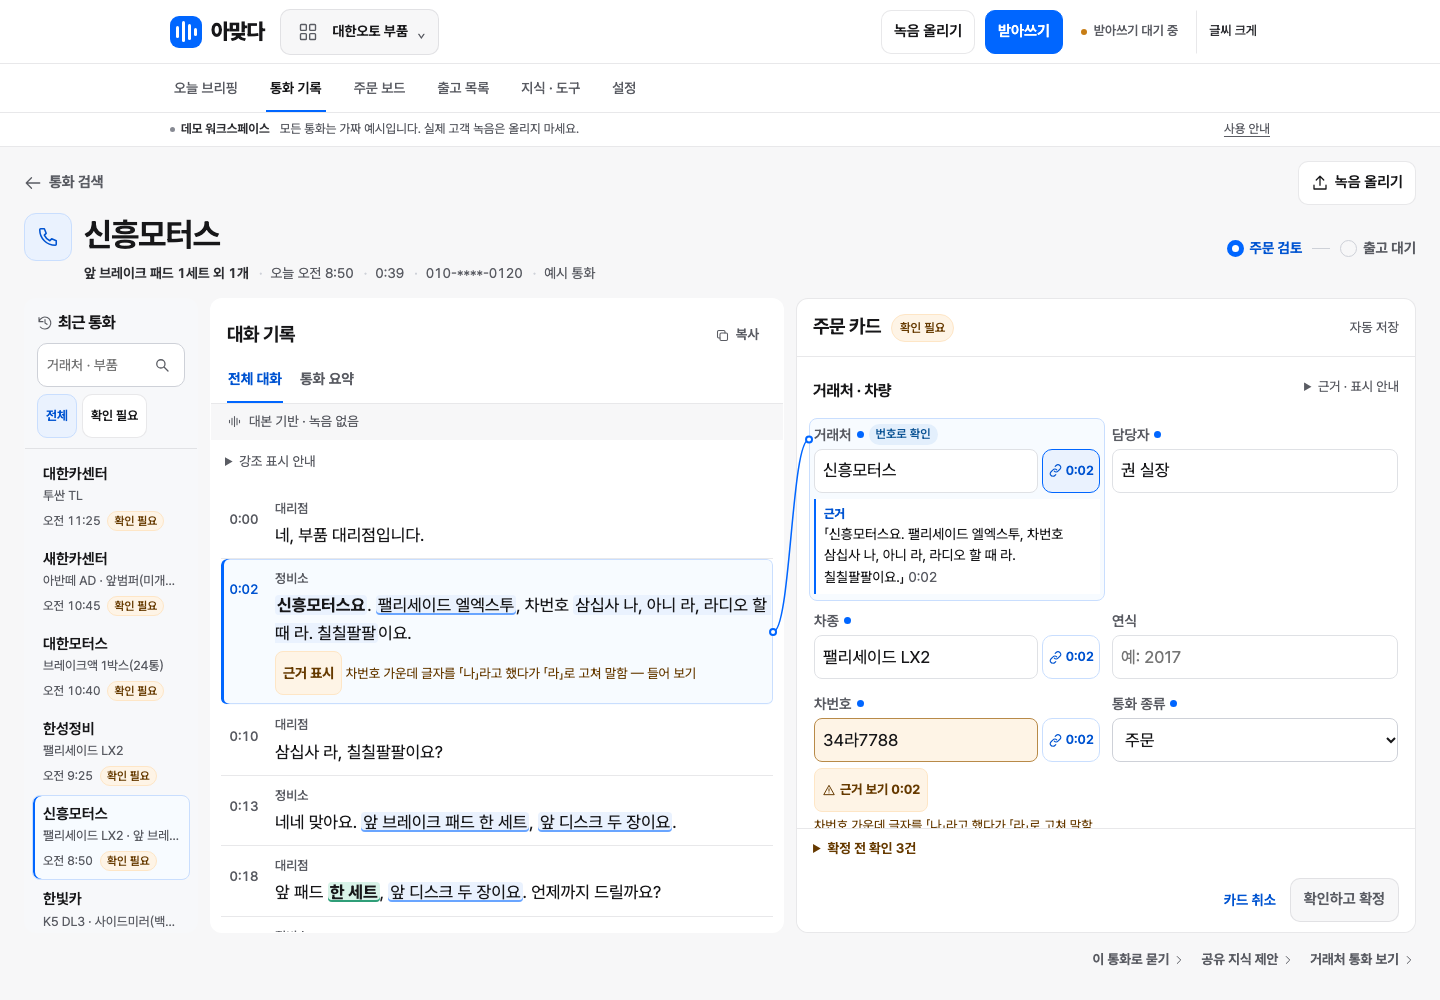 아맞다
대한오토 부품
녹음 올리기
받아쓰기
받아쓰기 대기 중
글씨 크게
오늘 브리핑
통화 기록
주문 보드
출고 목록
지식 · 도구
설정
데모 워크스페이스 모든 통화는 가짜 예시입니다. 실제 고객 녹음은 올리지 마세요.
사용 안내
통화 검색
녹음 올리기
신흥모터스
앞 브레이크 패드 1세트 외 1개 · 오늘 오전 8:50 · 0:39 · 010-****-0120 · 예시 통화
주문 검토
출고 대기
최근 통화
거래처 · 부품
전체
확인 필요
대한카센터
투싼 TL
오전 11:25 확인 필요
새한카센터
아반떼 AD · 앞범퍼(미개...
오전 10:45 확인 필요
대한모터스
브레이크액 1박스(24통)
오전 10:40 확인 필요
한성정비
팰리세이드 LX2
오전 9:25 확인 필요
신흥모터스
팰리세이드 LX2 · 앞 브레...
오전 8:50 확인 필요
한빛카
K5 DL3 · 사이드미러(백...
대화 기록
복사
전체 대화
통화 요약
대본 기반 · 녹음 없음
강조 표시 안내
대리점
0:00
네, 부품 대리점입니다.
정비소
0:02
신흥모터스요. 팰리세이드 엘엑스투, 차번호 삼십사 나, 아니 라, 라디오 할
때 라. 칠칠팔팔이요.
근거 표시 차번호 가운데 글자를 「나」라고 했다가 「라」로 고쳐 말함 — 들어 보기
대리점
0:10
삼십사 라, 칠칠팔팔이요?
정비소
0:13
네네 맞아요. 앞 브레이크 패드 한 세트, 앞 디스크 두 장이요.
대리점
0:18
앞 패드 한 세트, 앞 디스크 두 장이요. 언제까지 드릴까요?
주문 카드
확인 필요
자동 저장
거래처 · 차량
근거 · 표시 안내
거래처
번호로 확인
신흥모터스
0:02
근거
「신흥모터스요. 팰리세이드 엘엑스투, 차번호
삼십사 나, 아니 라, 라디오 할 때 라.
칠칠팔팔이요.」 0:02
담당자
권 실장
차종
팰리세이드 LX2
0:02
연식
예: 2017
차번호
34라7788
0:02
통화 종류
주문
근거 보기 0:02
차번호 가운데 글자를 「나」라고 했다가 「라」로 고쳐 말함
확정 전 확인 3건
카드 취소
확인하고 확정
이 통화로 묻기
공유 지식 제안
거래처 통화 보기